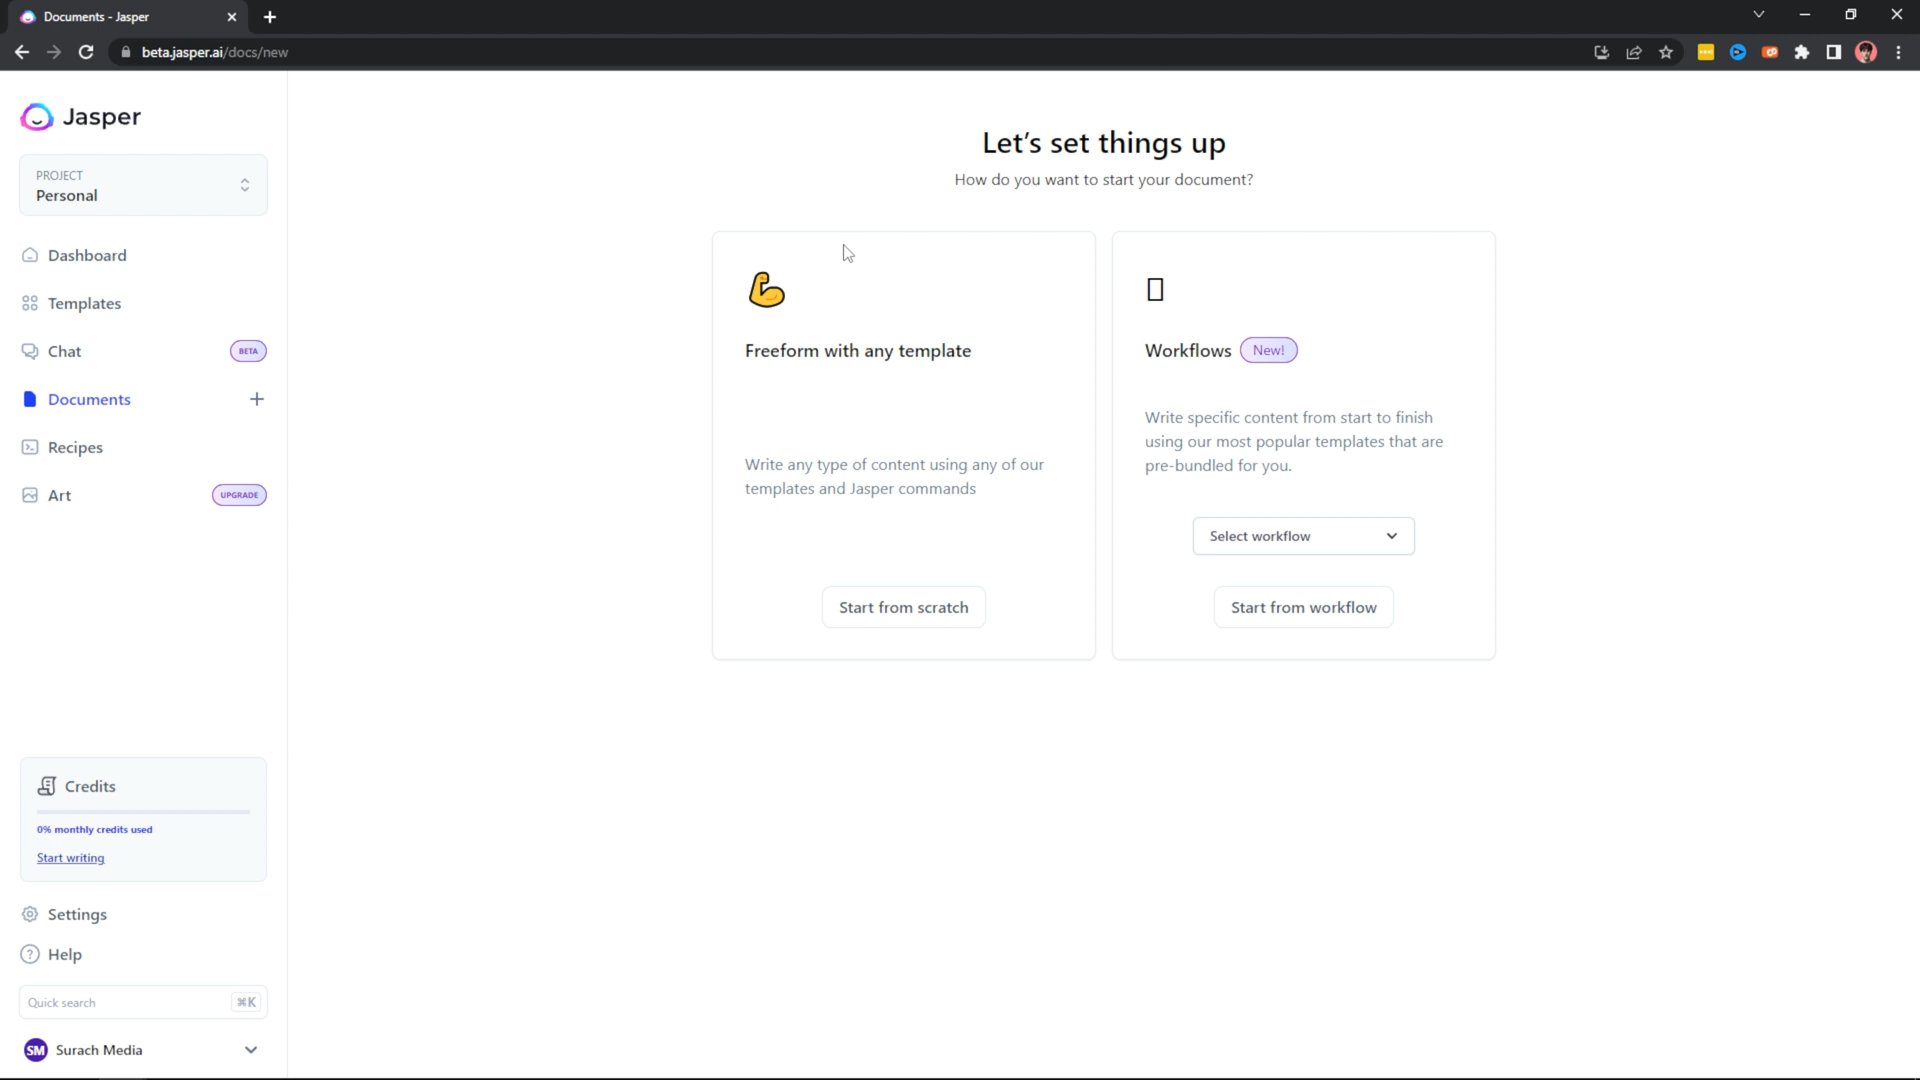 Documents - Jasper
beta.jasper.ai/docs/new
Jasper
PROJECT
Personal
Dashboard
Templates
Chat
BETA
Documents
Recipes
Art
UPGRADE
Credits
0% monthly credits used
Start writing
Settings
Help
Quick search
⌘K
SM
Surach Media
Let’s set things up
How do you want to start your document?
Freeform with any template
Write any type of content using any of our
templates and Jasper commands
Start from scratch
Workflows
New!
Write specific content from start to finish
using our most popular templates that are
pre-bundled for you.
Select workflow
Start from workflow